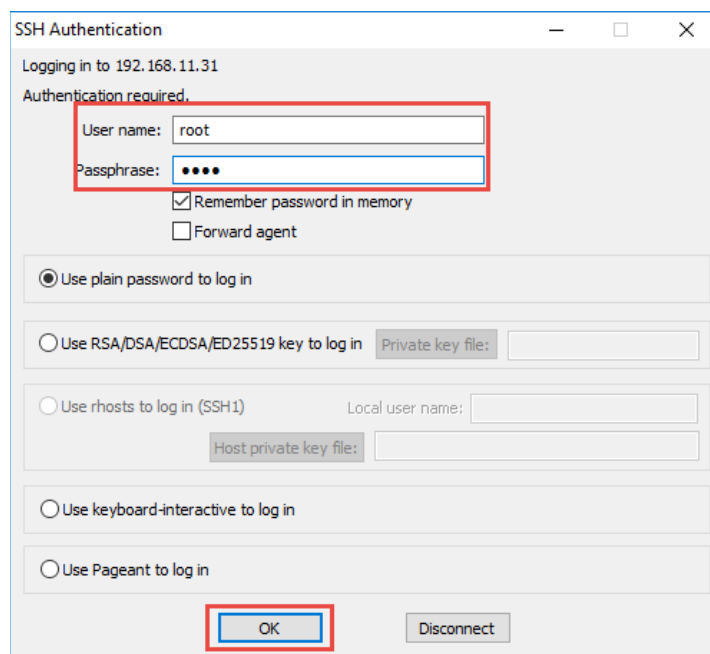 SSH Authentication
Logging in to 192.168.11.31
Authentication required.
User name: root
Passphrase: ●●●●
Remember password in memory
Forward agent
Use plain password to log in
Use RSA/DSA/ECDSA/ED25519 key to log in Private key file:
Use rhosts to log in (SSH1) Local user name:
Host private key file:
Use keyboard-interactive to log in
Use Pageant to log in
OK Disconnect